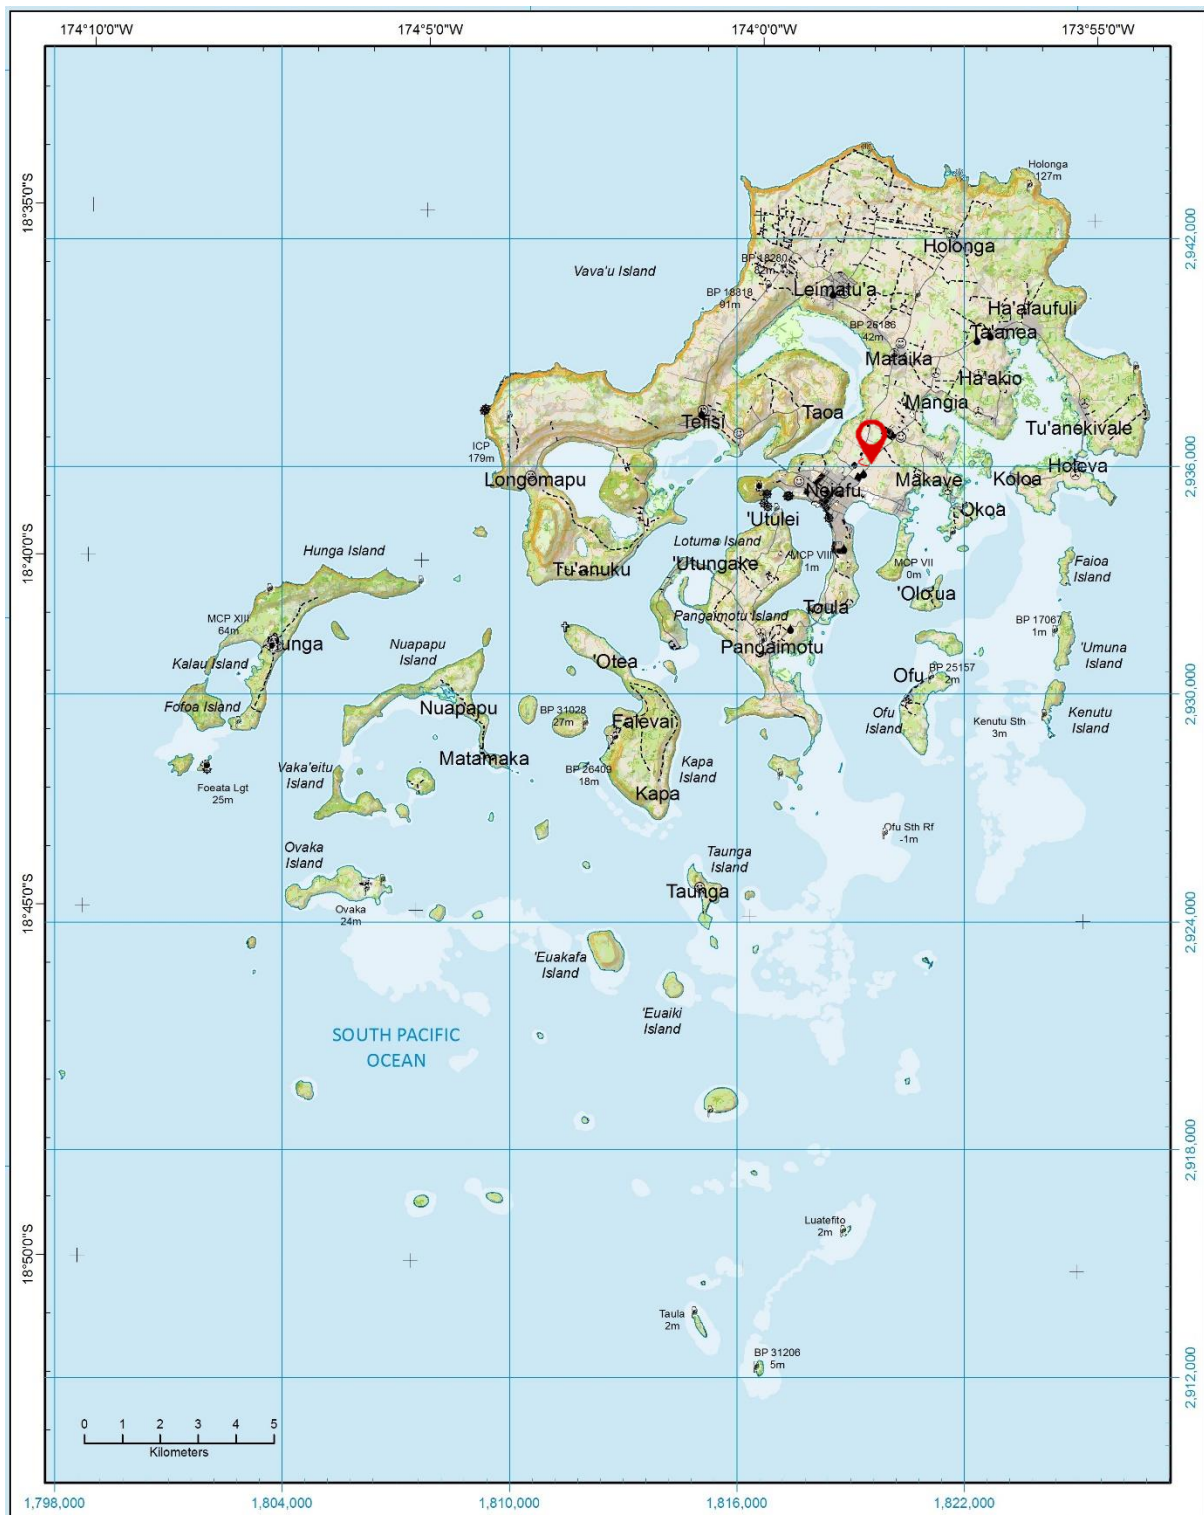 174°10'0"W
174°5'0"W
174°0'0"W
173°55'0"W
Holonga
127m
18°35'0"S
2,942,000
Holonga
BP 18280
82m
Vava'u Island
Leimatu'a
BP 18818
91m
Ha'alaufuli
BP 26186
42m
Ta'anea
Mataika
Ha'akio
Mangia
Taoa
Tefisi
Tu'anekivale
ICP
179m
2,936,000
Hoteva
Longomapu
Makave
Koloa
Neiafu
Okoa
'Utulei
Lotuma Island
Hunga Island
18°40'0"S
MCP VIII
1m
MCP VII
0m
Faioa
Island
Tu'anuku
'Utungake
'Olo'ua
Toula
MCP XIII
64m
Pangaimotu Island
BP 17067
1m
Nuapapu
Island
unga
Pangaimotu
'Umuna
Island
Kalau Island
'Otea
BP 25157
2m
Ofu
Fofoa Island
Nuapapu
BP 31028
27m
Falevai
Ofu
Island
Kenutu Sth
3m
Kenutu
Island
2,930,000
Matamaka
Vaka'eitu
Island
BP 26409
18m
Kapa
Island
Foeata Lgt
25m
Kapa
Ofu Sth Rf
-1m
Ovaka
Island
Taunga
Island
Taunga
18°45'0"S
Ovaka
24m
2,924,000
'Euakafa
Island
'Euaiki
Island
SOUTH PACIFIC
OCEAN
2,918,000
Luatefito
2m
18°50'0"S
Taula
2m
BP 31206
5m
2,912,000
0 1 2 3 4 5
Kilometers
1,798,000
1,804,000
1,810,000
1,816,000
1,822,000